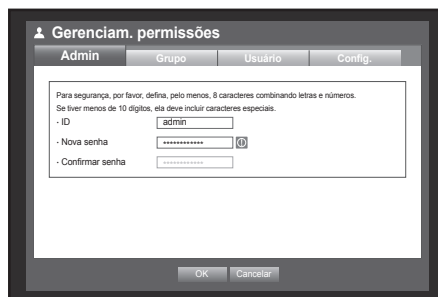 Gerenciam. permissões
Admin Grupo Usuário Config.
Para segurança, por favor, defina, pelo menos, 8 caracteres combinando letras e números.
Se tiver menos de 10 dígitos, ela deve incluir caracteres especiais.
· ID admin
· Nova senha ************
· Confirmar senha ************
OK Cancelar